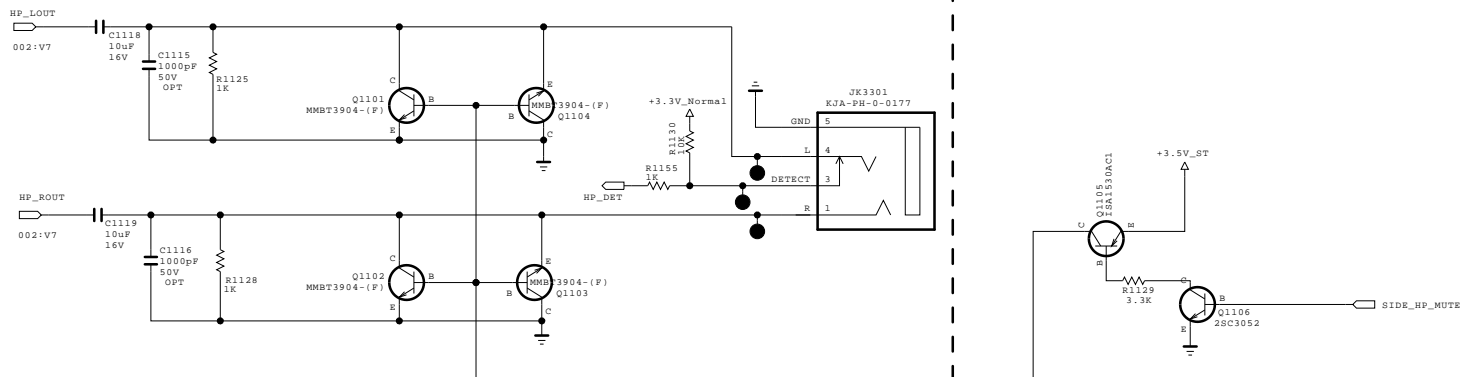 HP_LOUT
002:V7
C1118
10uF
16V
C1115
1000pF
50V
OPT
R1125
1K
C
Q1101
MMBT3904-(F)
B
E
E
MMBT3904-(F)
B
Q1104
C
+3.3V_Normal
R1130
10K
R1155
1K
HP_DET
JK3301
KJA-PH-0-0177
GND
5
L
4
DETECT
3
R
1
HP_ROUT
002:V7
C1119
10uF
16V
C1116
1000pF
50V
OPT
R1128
1K
C
Q1102
MMBT3904-(F)
B
E
E
MMBT3904-(F)
B
Q1103
C
+3.5V_ST
Q1105
ISA1530AC1
C
E
B
R1129
3.3K
C
B
Q1106
2SC3052
E
SIDE_HP_MUTE